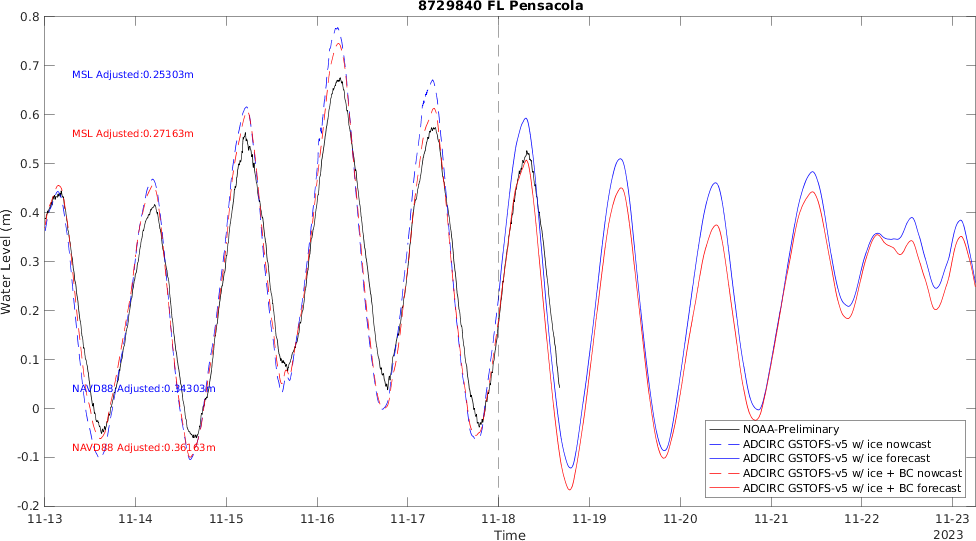 8729840 FL Pensacola
Water Level (m)
0.8
0.7
0.6
0.5
0.4
0.3
0.2
0.1
0
-0.1
-0.2
MSL Adjusted:0.25303m
MSL Adjusted:0.27163m
NAVD88 Adjusted:0.34303m
NAVD88 Adjusted:0.36163m
NOAA-Preliminary
ADCIRC GSTOFS-v5 w/ ice nowcast
ADCIRC GSTOFS-v5 w/ ice forecast
ADCIRC GSTOFS-v5 w/ ice + BC nowcast
ADCIRC GSTOFS-v5 w/ ice + BC forecast
11-13 11-14 11-15 11-16 11-17 11-18 11-19 11-20 11-21 11-22 11-23
Time
2023